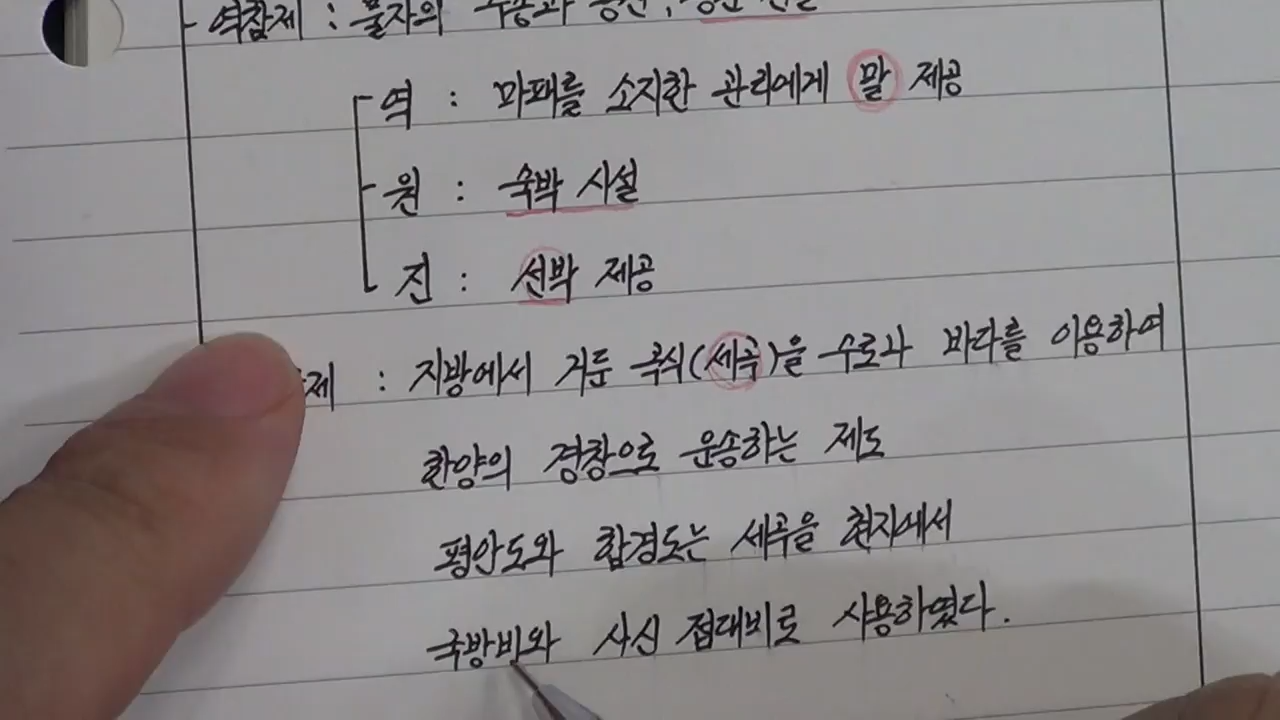 역참제 : 물자의 수송과 통신,
역 : 마패를 소지한 관리에게 말 제공
원 : 숙박 시설
진 : 선박 제공
제 : 지방에서 거둔 곡식(세곡)을 수로와 바다를 이용하여
한양의 경창으로 운송하는 제도
평안도와 함경도는 세곡을 현지에서
국방비와 사신 접대비로 사용하였다.